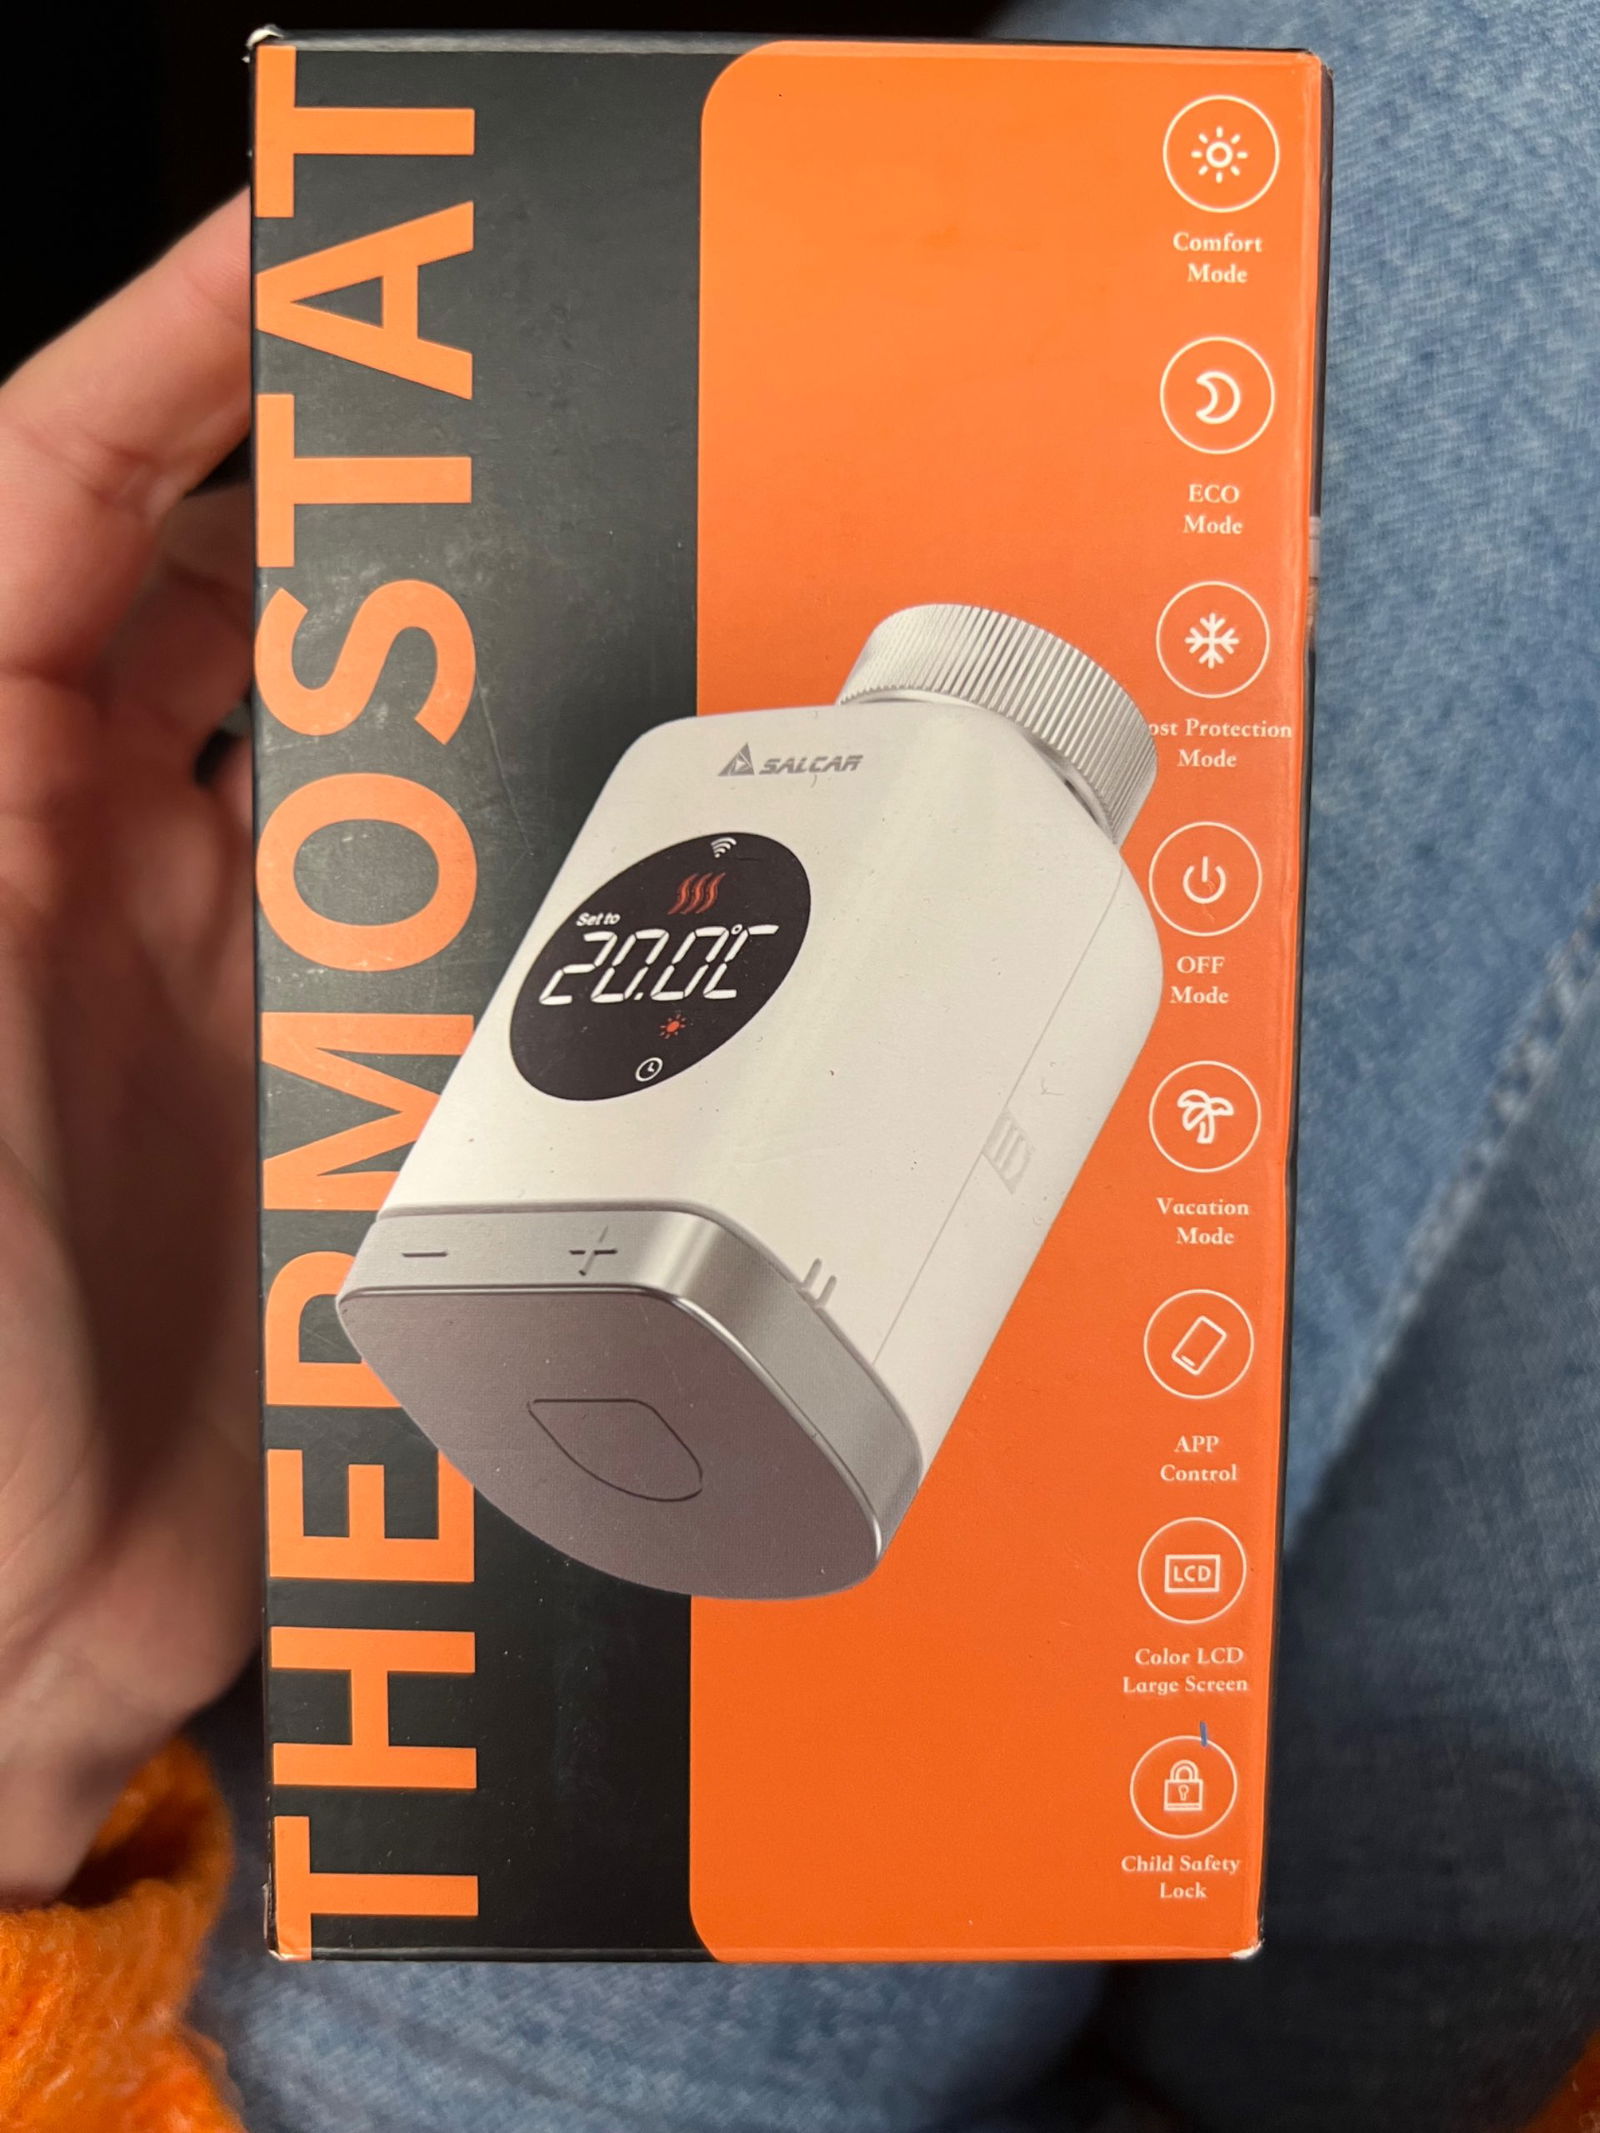 THERMOSTAT
SALCAR
Set to
20.0°C
Comfort
Mode
ECO
Mode
ost Protection
Mode
OFF
Mode
Vacation
Mode
APP
Control
LCD
Color LCD
Large Screen
Child Safety
Lock